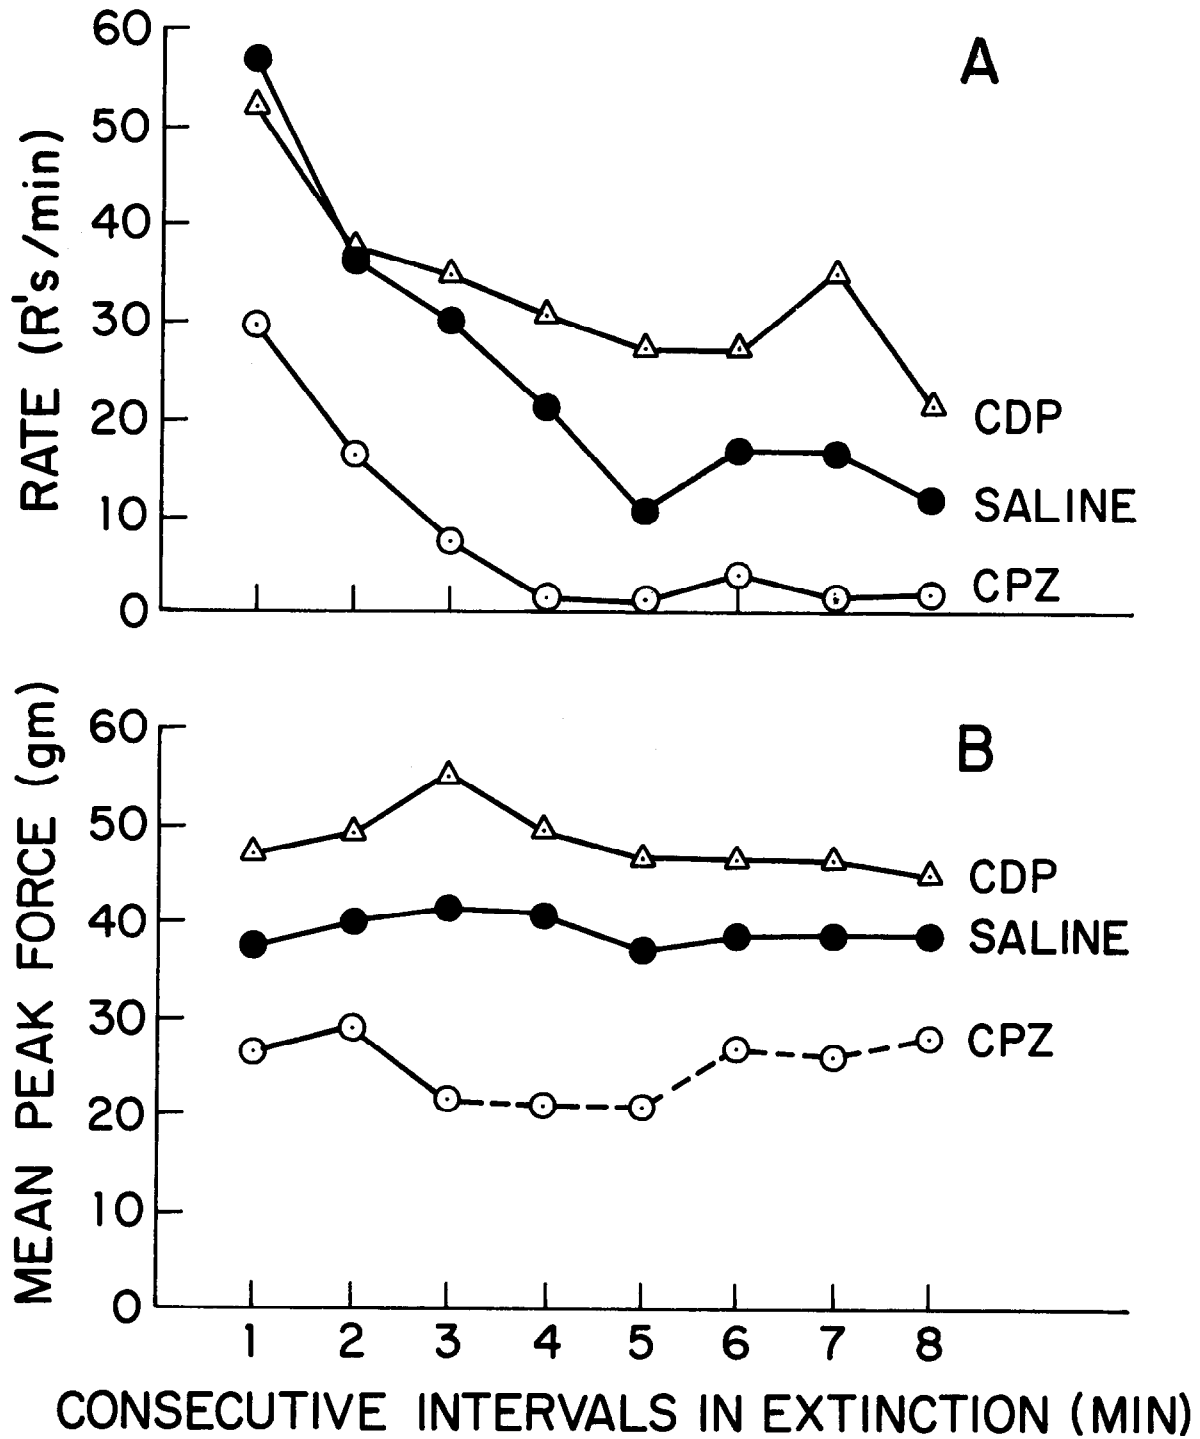 A
RATE (R's/min)
60
50
40
30
20
10
0
CDP
SALINE
CPZ
B
MEAN PEAK FORCE (gm)
60
50
40
30
20
10
0
CDP
SALINE
CPZ
1 2 3 4 5 6 7 8
CONSECUTIVE INTERVALS IN EXTINCTION (MIN)